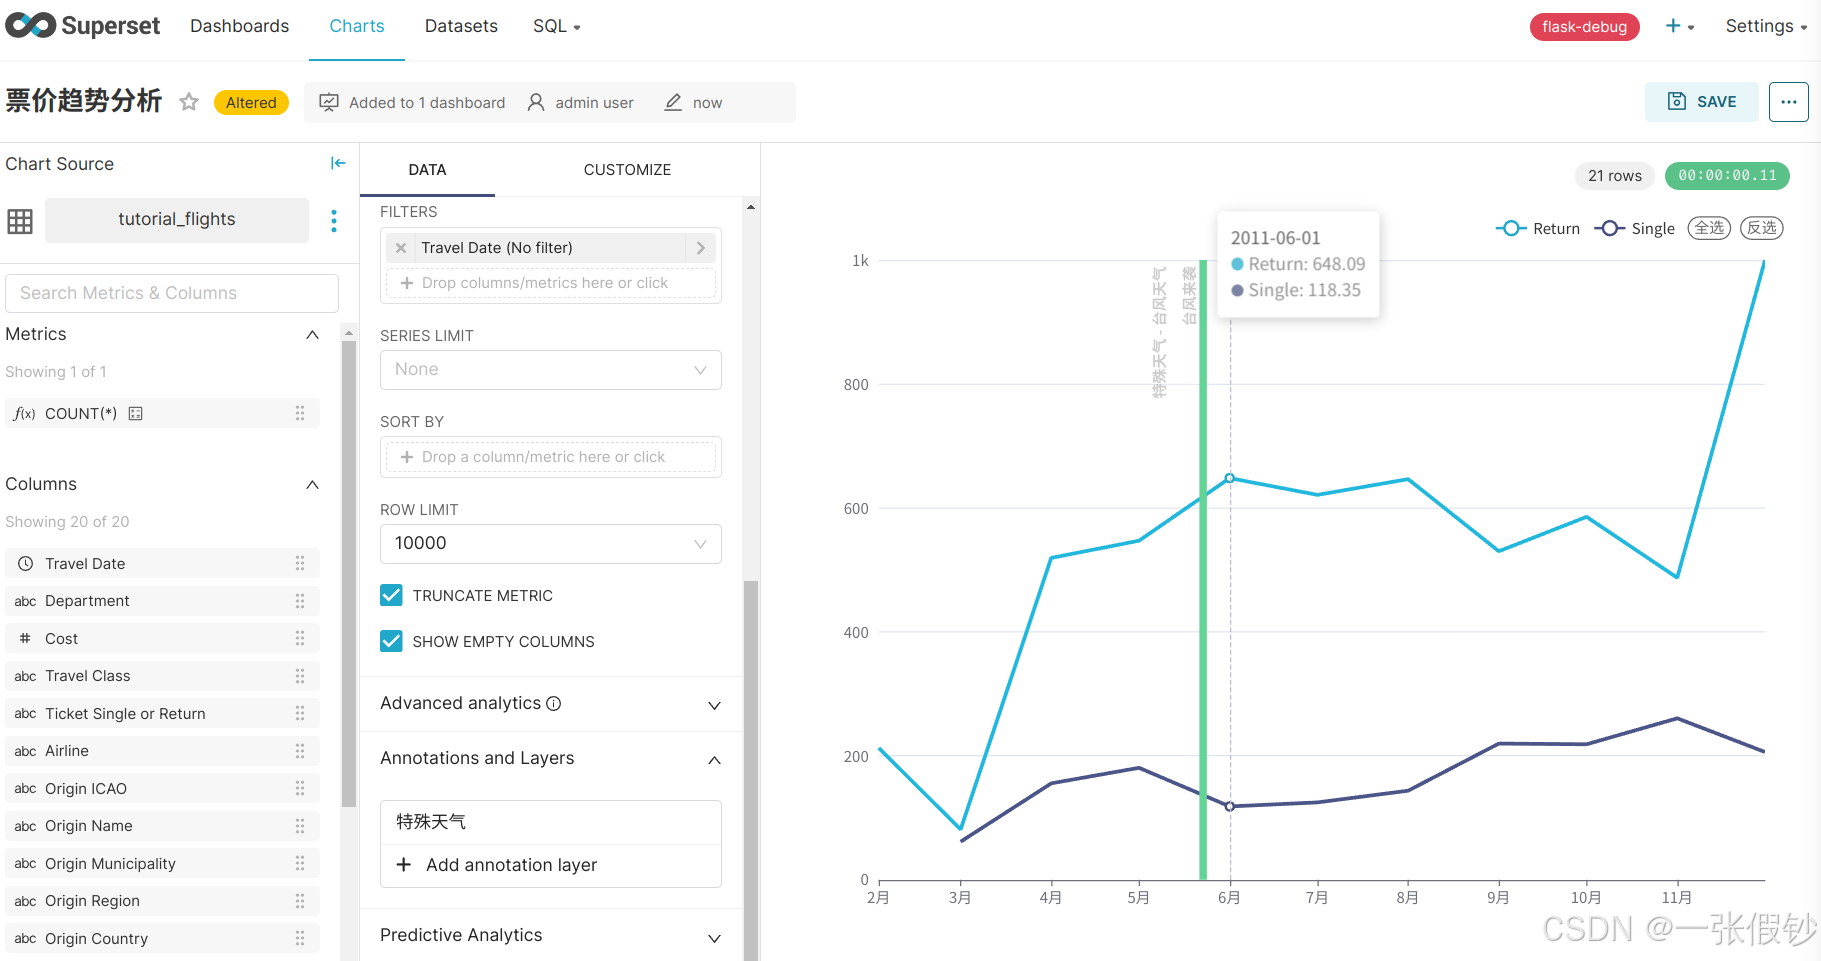 Superset
Dashboards
Charts
Datasets
SQL
flask-debug
Settings
票价趋势分析
Altered
Added to 1 dashboard
admin user
now
SAVE
Chart Source
tutorial_flights
Search Metrics & Columns
Metrics
Showing 1 of 1
f(x) COUNT(*)
Columns
Showing 20 of 20
Travel Date
abc Department
# Cost
abc Travel Class
abc Ticket Single or Return
abc Airline
abc Origin ICAO
abc Origin Name
abc Origin Municipality
abc Origin Region
abc Origin Country
DATA
CUSTOMIZE
FILTERS
Travel Date (No filter)
+ Drop columns/metrics here or click
SERIES LIMIT
None
SORT BY
+ Drop a column/metric here or click
ROW LIMIT
10000
TRUNCATE METRIC
SHOW EMPTY COLUMNS
Advanced analytics
Annotations and Layers
特殊天气
+ Add annotation layer
Predictive Analytics
21 rows
00:00:00.11
Return
Single
全选
反选
2011-06-01
Return: 648.09
Single: 118.35
特殊天气 - 台风天气
台风来袭
1k
800
600
400
200
0
2月
3月
4月
5月
6月
7月
8月
9月
10月
11月
CSDN @一张假钞